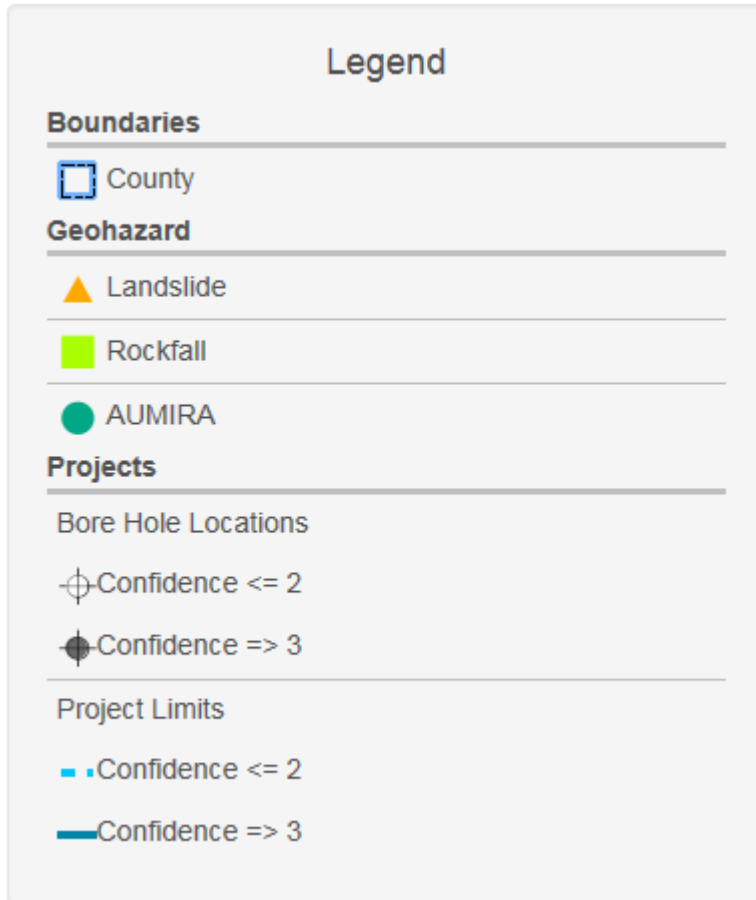 Legend
Boundaries
County
Geohazard
Landslide
Rockfall
AUMIRA
Projects
Bore Hole Locations
Confidence <= 2
Confidence => 3
Project Limits
Confidence <= 2
Confidence => 3